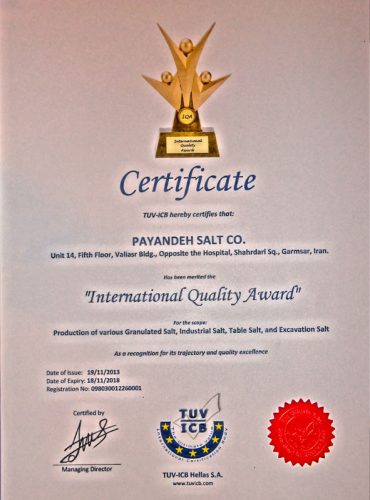 IQA
International
Quality
Awards
Certificate
TUV-ICB hereby certifies that:
PAYANDEH SALT CO.
Unit 14, Fifth Floor, Valiasr Bldg., Opposite the Hospital, Shahrdari Sq., Garmsar, Iran.
Has been merited the
"International Quality Award"
For the scope:
Production of various Granulated Salt, Industrial Salt, Table Salt, and Excavation Salt
As a recognition for its trajectory and quality excellence
Date of Issue: 19/11/2013
Date of Expiry: 18/11/2018
Registration No: 098030012260001
Certified by
Managing Director
TUV
ICB
International Certification Body
TUV-ICB Hellas S.A.
www.tuvicb.com